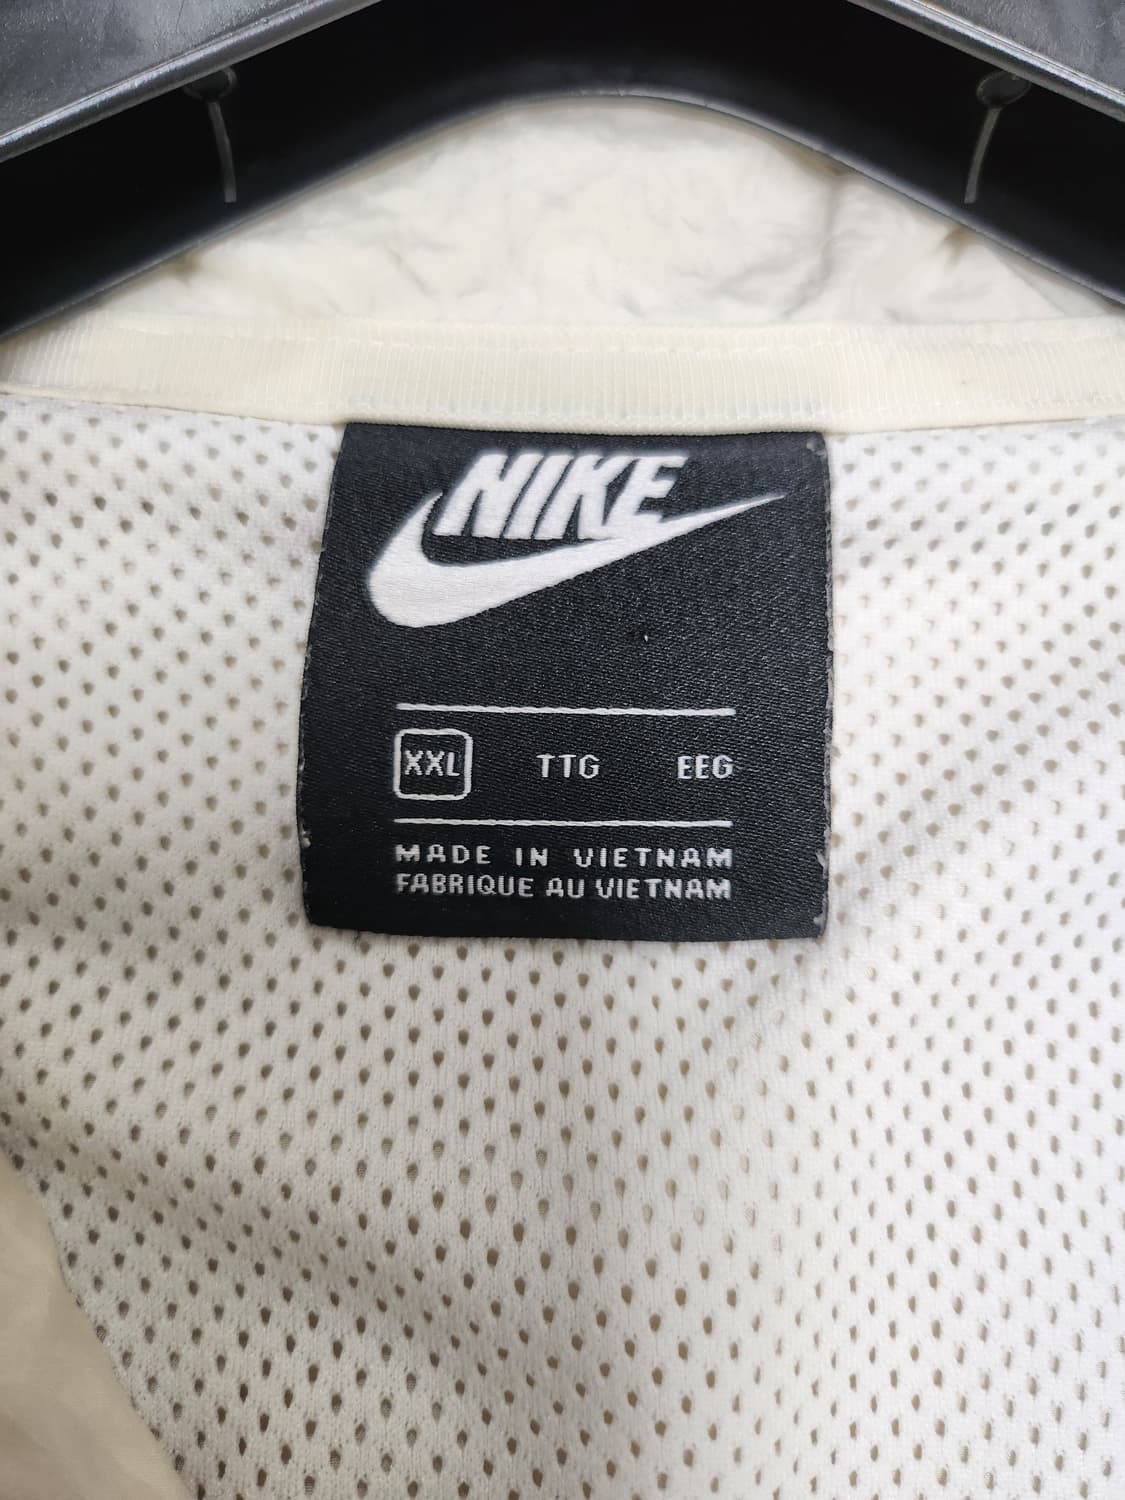 NIKE
XXL TTG EEG
MADE IN VIETNAM
FABRIQUE AU VIETNAM